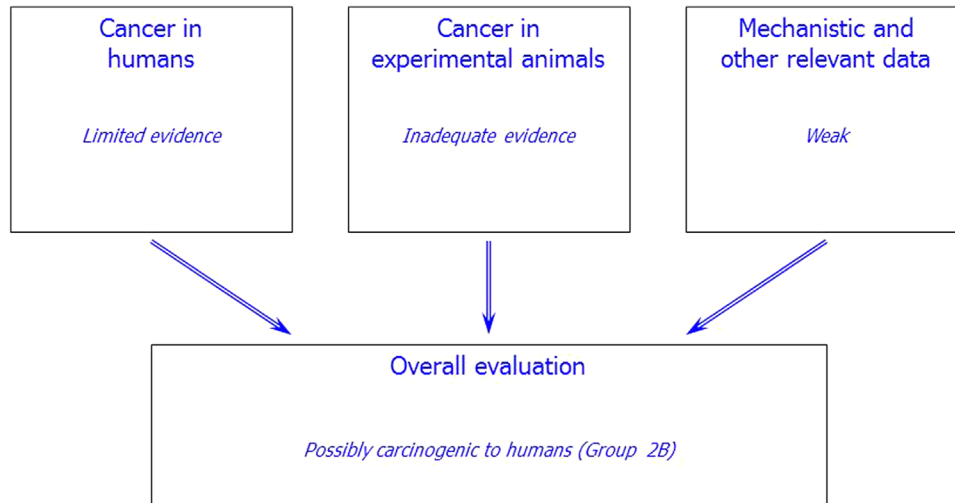 Cancer in
humans
Limited evidence
Cancer in
experimental animals
Inadequate evidence
Mechanistic and
other relevant data
Weak
Overall evaluation
Possibly carcinogenic to humans (Group 2B)